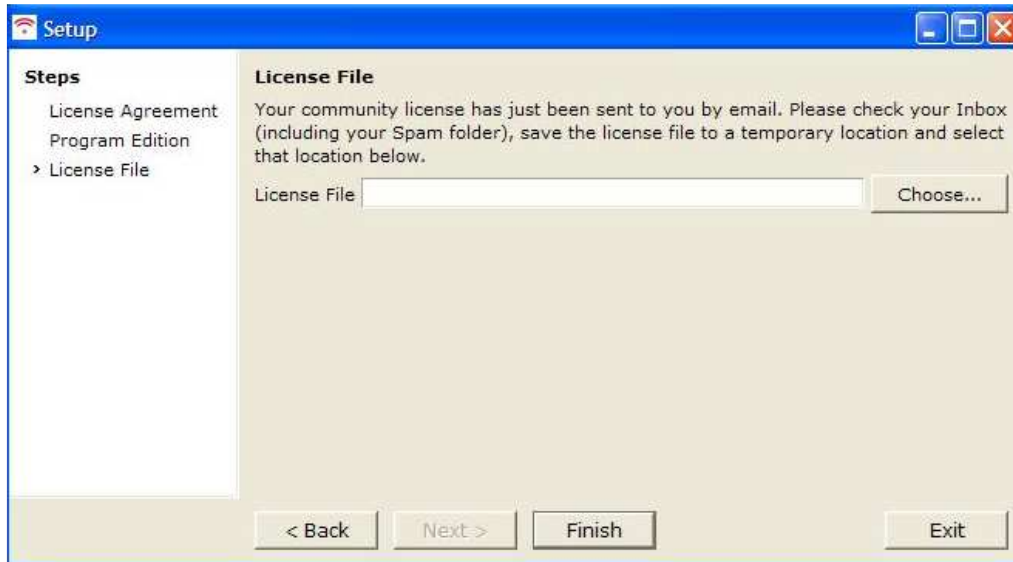 Setup
Steps
License Agreement
Program Edition
> License File
License File
Your community license has just been sent to you by email. Please check your Inbox
(including your Spam folder), save the license file to a temporary location and select
that location below.
License File
Choose...
< Back
Next >
Finish
Exit